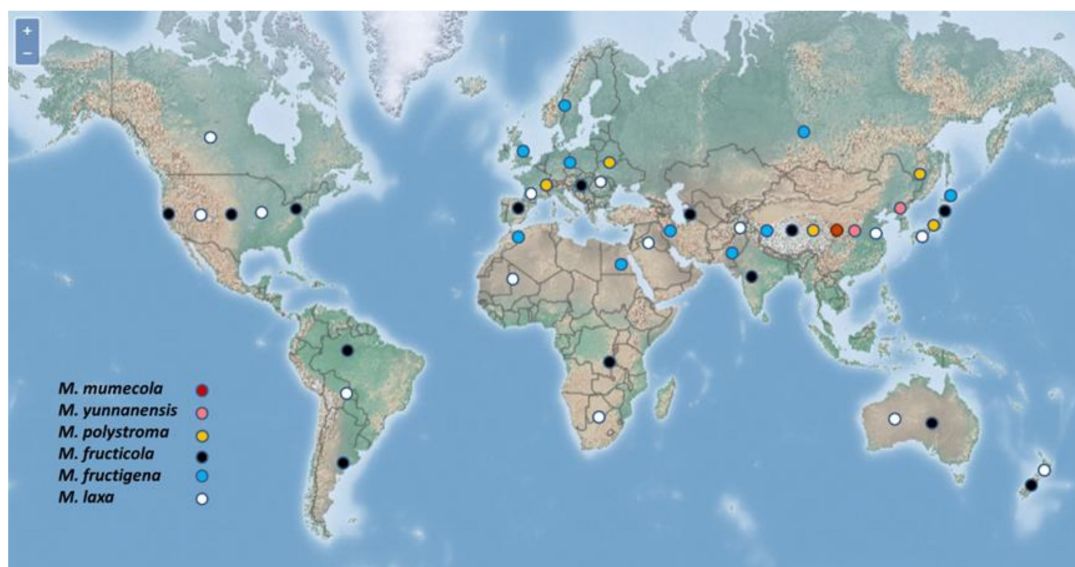 +
−
M. mumecola
M. yunnanensis
M. polystroma
M. fructicola
M. fructigena
M. laxa